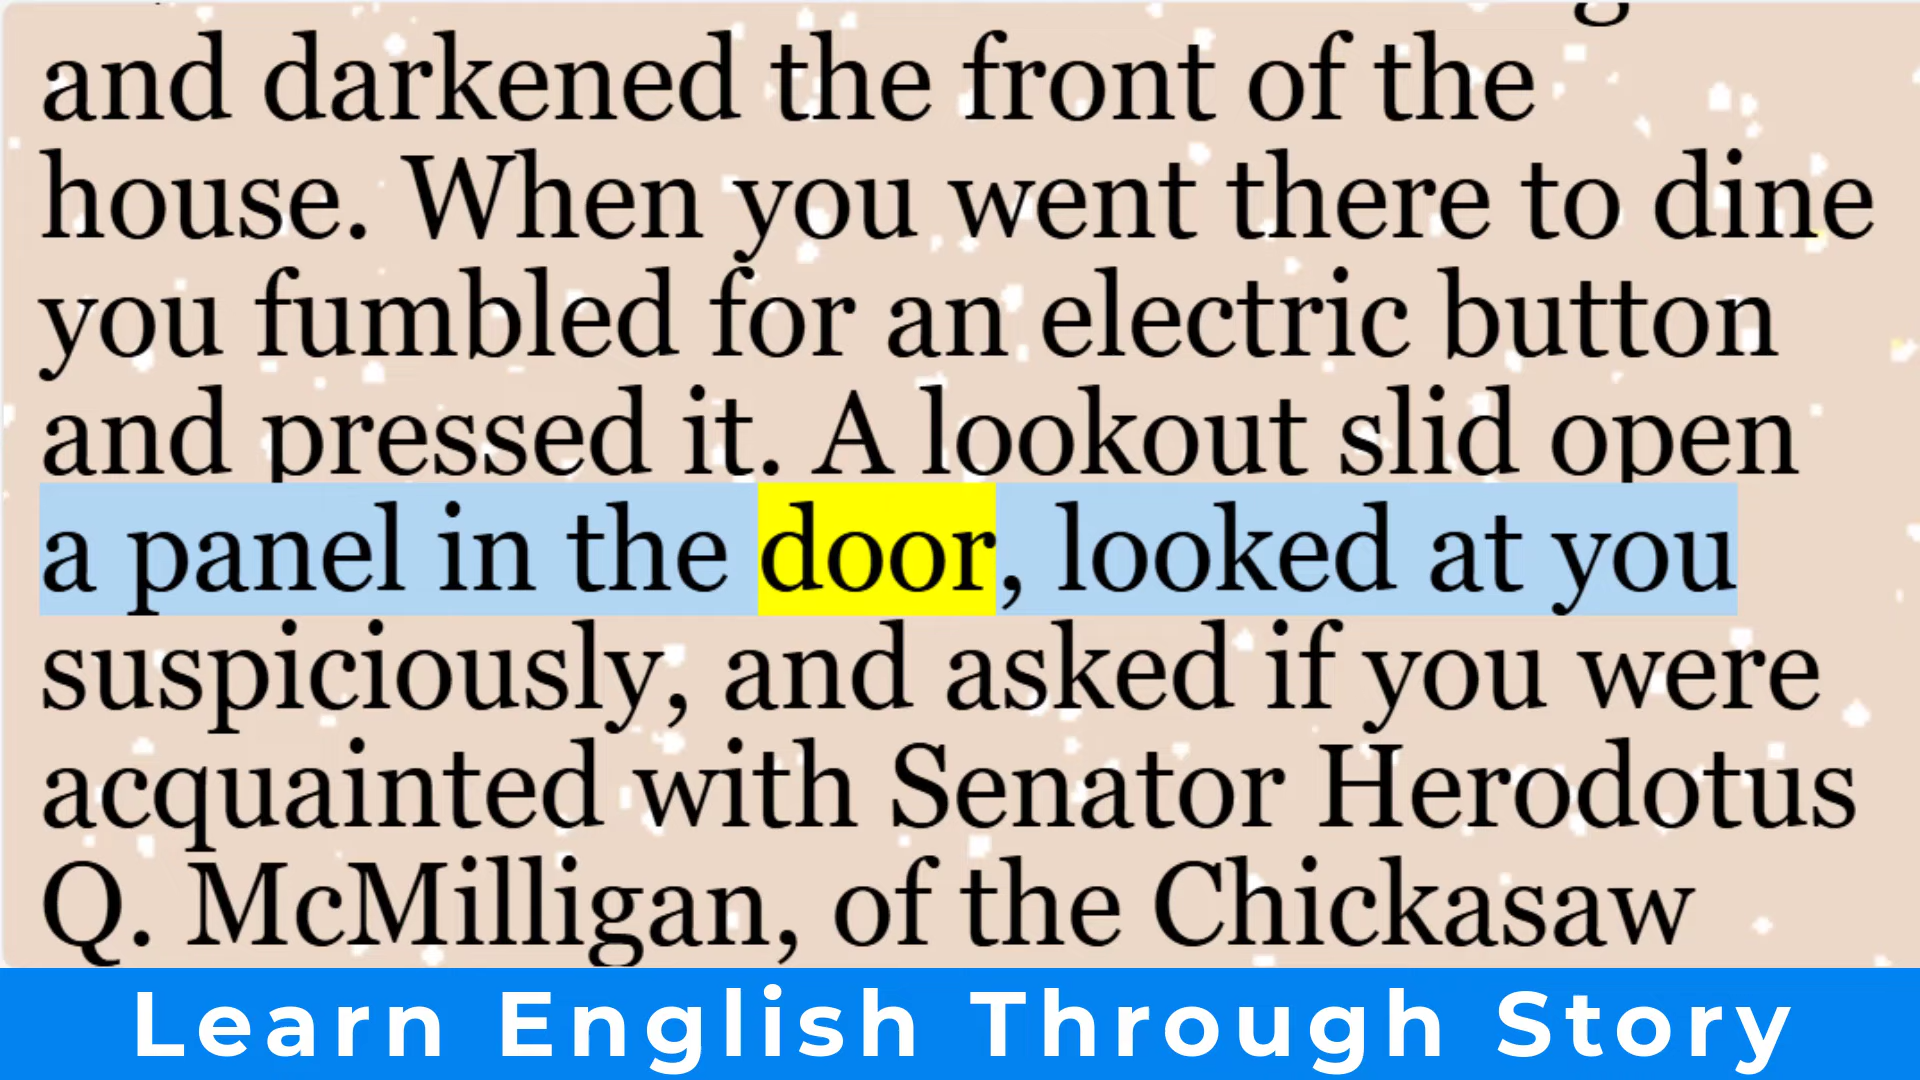 and darkened the front of the
house. When you went there to dine
you fumbled for an electric button
and pressed it. A lookout slid open
a panel in the door, looked at you
suspiciously, and asked if you were
acquainted with Senator Herodotus
Q. McMilligan, of the Chickasaw
Learn English Through Story